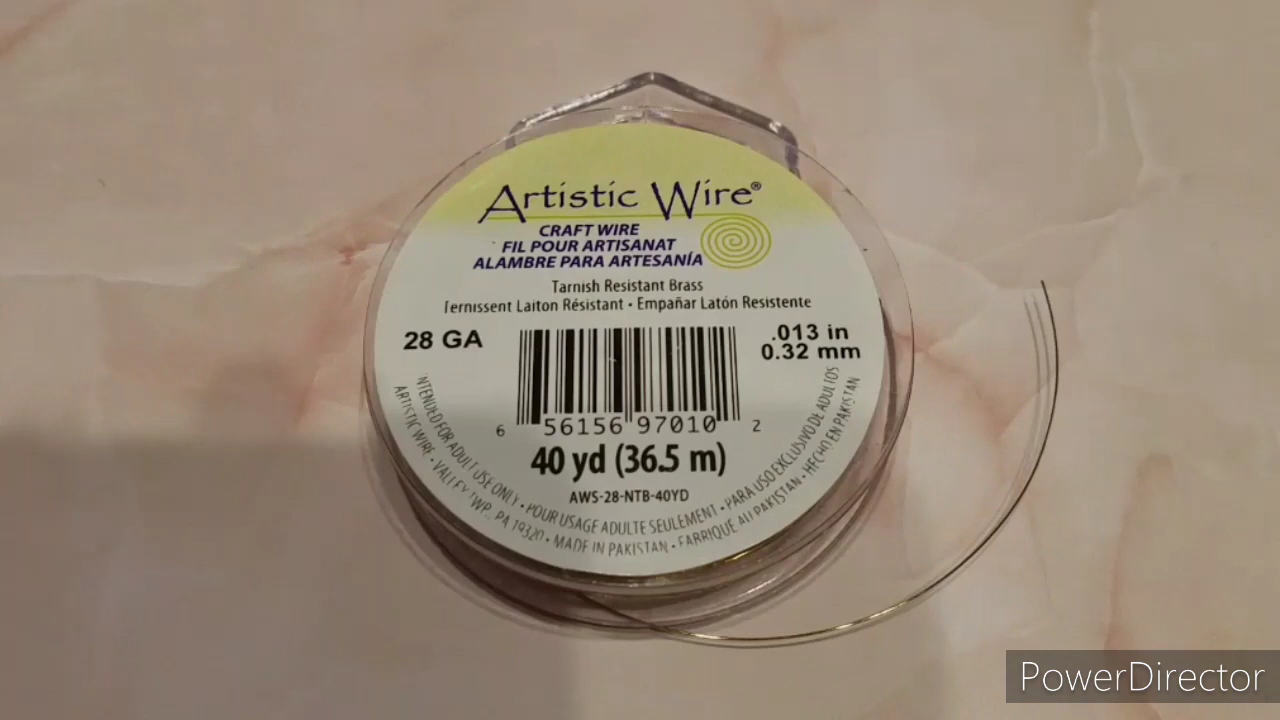 Artistic Wire®
CRAFT WIRE
FIL POUR ARTISANAT
ALAMBRE PARA ARTESANÍA
Tarnish Resistant Brass
Ternissent Laiton Résistant • Empañar Latón Resistente
28 GA
.013 in
0.32 mm
6 56156 97010 2
40 yd (36.5 m)
AWS-28-NTB-40YD
INTENDED FOR ADULT USE ONLY • POUR USAGE ADULTE SEULEMENT • PARA USO EXCLUSIVO DE ADULTOS
ARTISTIC WIRE • VALLEY TWP., PA 19320 • MADE IN PAKISTAN • FABRIQUÉ AU PAKISTAN • HECHO EN PAKISTAN
PowerDirector